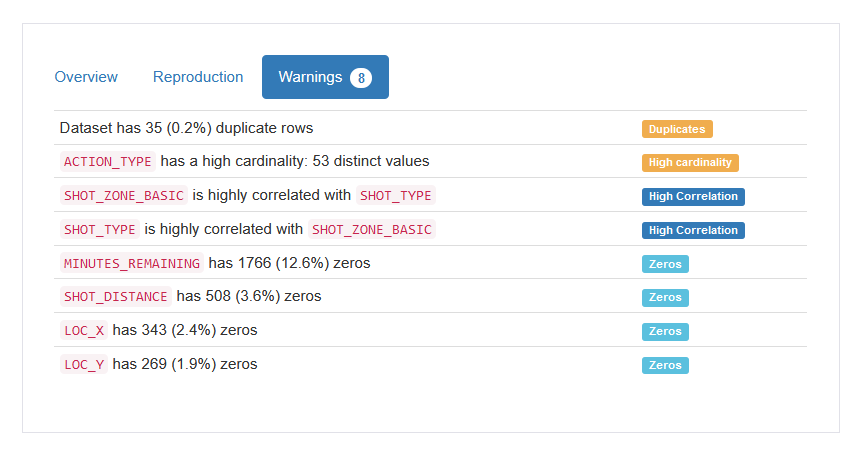 Overview Reproduction Warnings 8
Dataset has 35 (0.2%) duplicate rows Duplicates
ACTION_TYPE has a high cardinality: 53 distinct values High cardinality
SHOT_ZONE_BASIC is highly correlated with SHOT_TYPE High Correlation
SHOT_TYPE is highly correlated with SHOT_ZONE_BASIC High Correlation
MINUTES_REMAINING has 1766 (12.6%) zeros Zeros
SHOT_DISTANCE has 508 (3.6%) zeros Zeros
LOC_X has 343 (2.4%) zeros Zeros
LOC_Y has 269 (1.9%) zeros Zeros